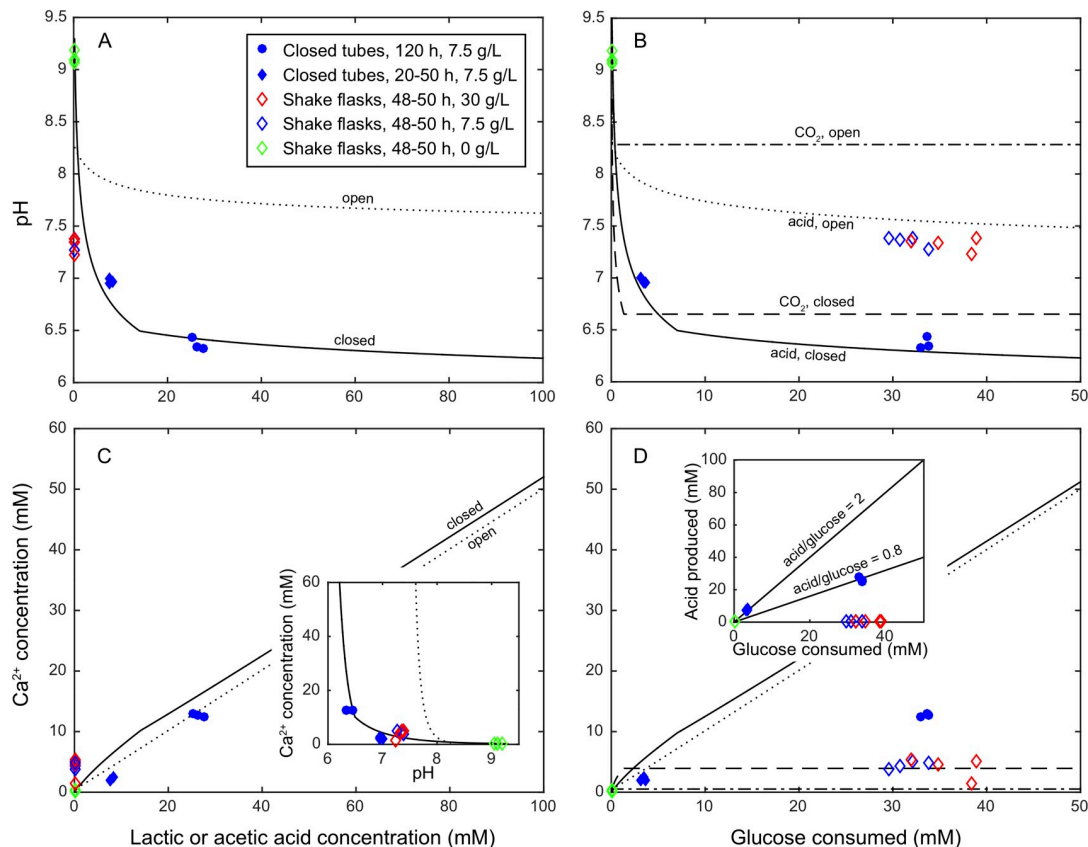 A
Closed tubes, 120 h, 7.5 g/L
Closed tubes, 20-50 h, 7.5 g/L
Shake flasks, 48-50 h, 30 g/L
Shake flasks, 48-50 h, 7.5 g/L
Shake flasks, 48-50 h, 0 g/L
9.5
9
8.5
8
7.5
7
6.5
6
pH
open
closed
0 20 40 60 80 100
B
9.5
9
8.5
8
7.5
7
6.5
6
CO₂, open
acid, open
CO₂, closed
acid, closed
0 10 20 30 40 50
C
60
50
40
30
20
10
0
Ca²⁺ concentration (mM)
closed
open
60
40
20
0
Ca²⁺ concentration (mM)
6 7 8 9
pH
0 20 40 60 80 100
Lactic or acetic acid concentration (mM)
D
60
50
40
30
20
10
0
100
80
60
40
20
0
Acid produced (mM)
acid/glucose = 2
acid/glucose = 0.8
0 20 40
Glucose consumed (mM)
0 10 20 30 40 50
Glucose consumed (mM)